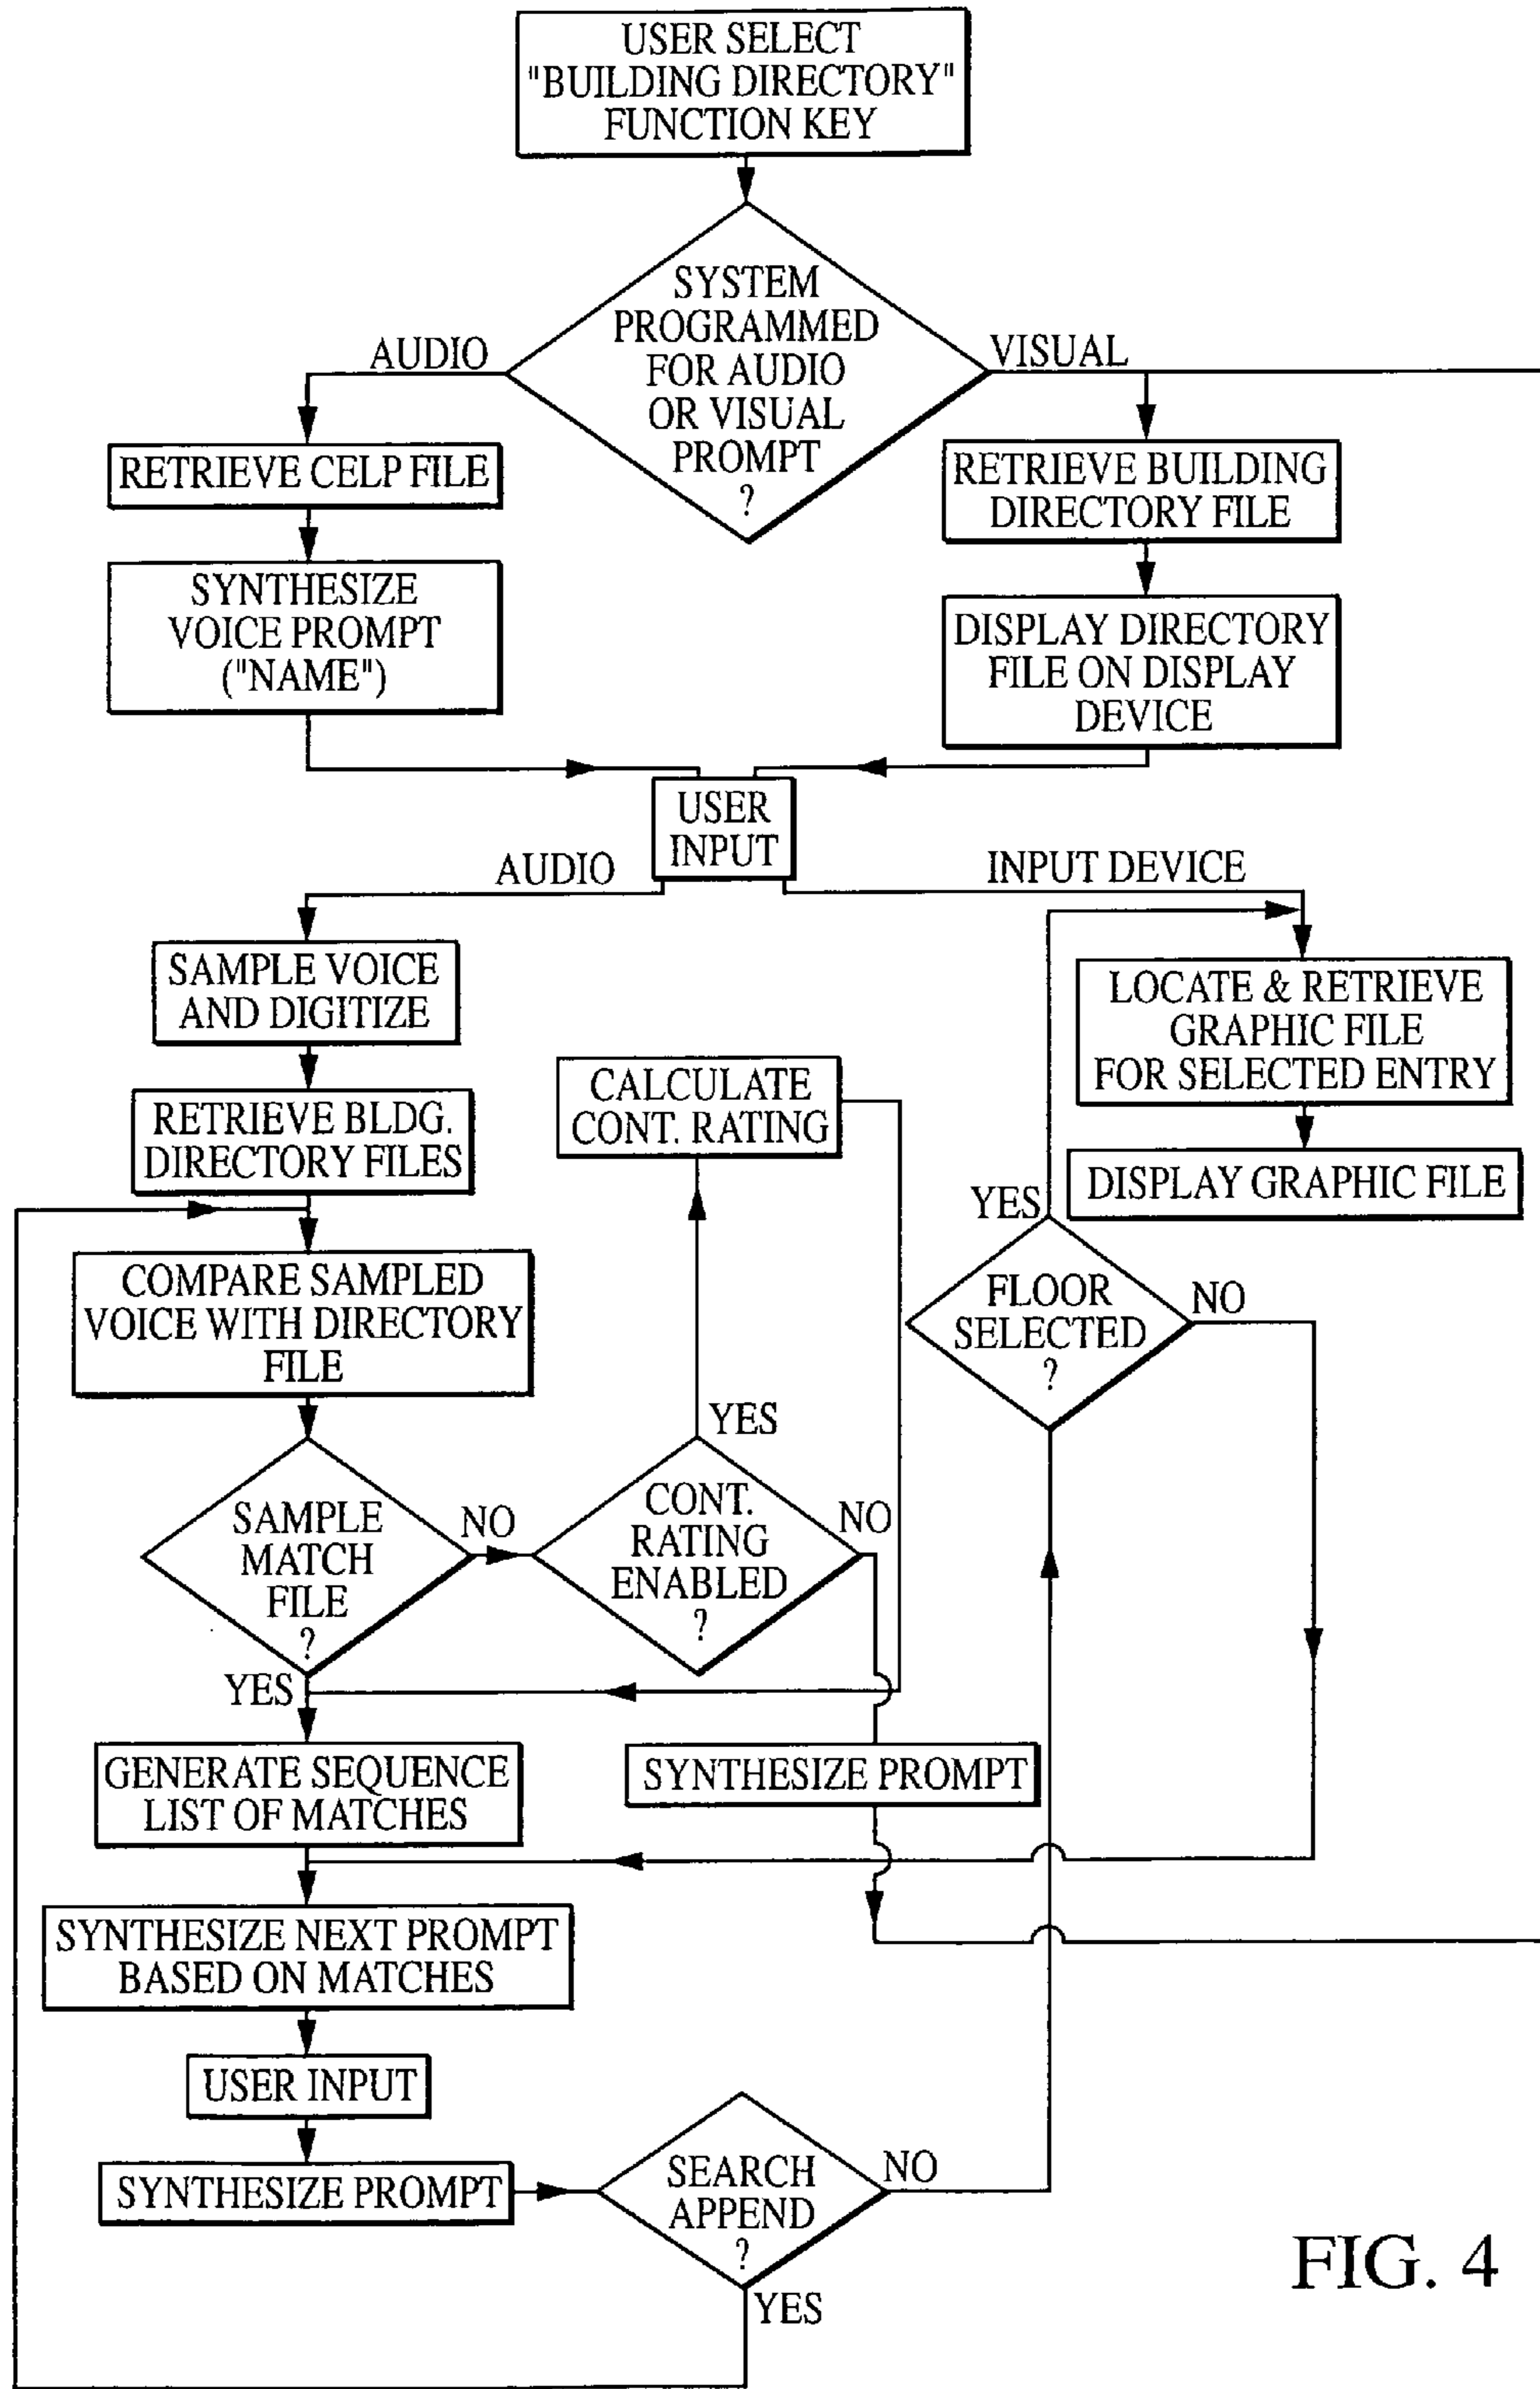 USER SELECT
"BUILDING DIRECTORY"
FUNCTION KEY
SYSTEM
PROGRAMMED
FOR AUDIO
OR VISUAL
PROMPT
?
AUDIO
VISUAL
RETRIEVE CELP FILE
RETRIEVE BUILDING
DIRECTORY FILE
SYNTHESIZE
VOICE PROMPT
("NAME")
DISPLAY DIRECTORY
FILE ON DISPLAY
DEVICE
USER
INPUT
AUDIO
INPUT DEVICE
SAMPLE VOICE
AND DIGITIZE
LOCATE & RETRIEVE
GRAPHIC FILE
FOR SELECTED ENTRY
CALCULATE
CONT. RATING
RETRIEVE BLDG.
DIRECTORY FILES
DISPLAY GRAPHIC FILE
YES
COMPARE SAMPLED
VOICE WITH DIRECTORY
FILE
FLOOR
SELECTED
?
NO
YES
SAMPLE
MATCH
FILE
?
NO
CONT.
RATING
ENABLED
?
NO
YES
GENERATE SEQUENCE
LIST OF MATCHES
SYNTHESIZE PROMPT
SYNTHESIZE NEXT PROMPT
BASED ON MATCHES
USER INPUT
SYNTHESIZE PROMPT
SEARCH
APPEND
?
NO
YES
FIG. 4